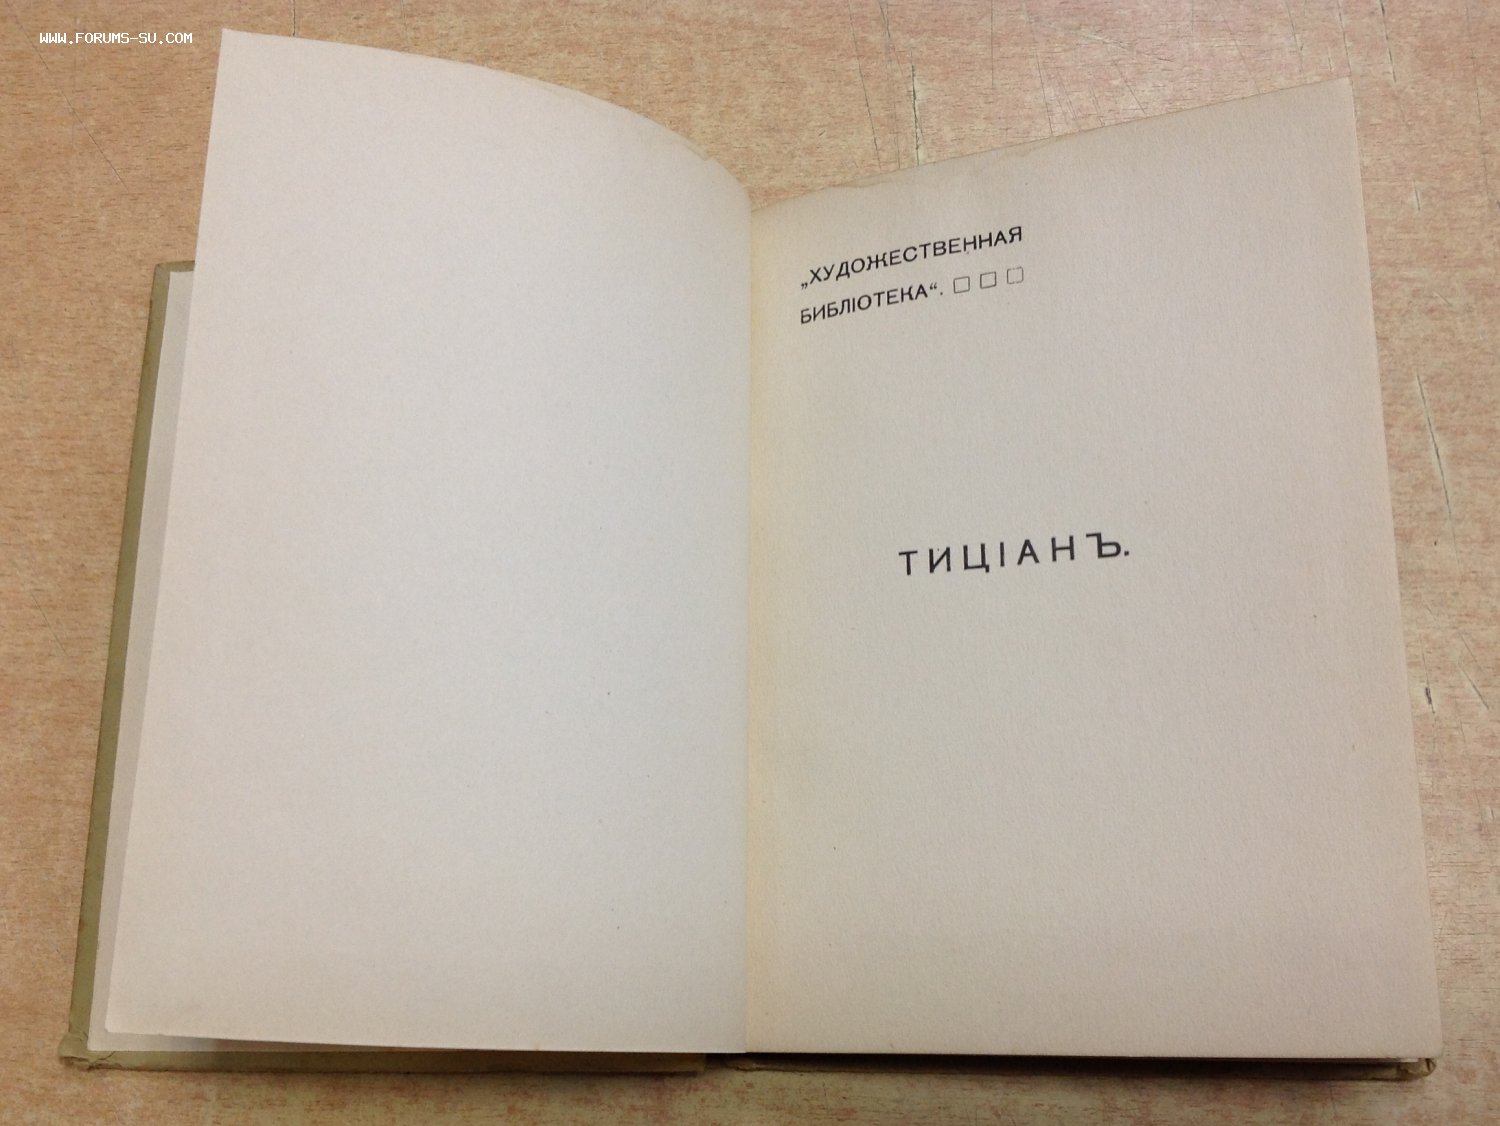 WWW.FORUMS-SU.COM
„ХУДОЖЕСТВЕННАЯ
БИБЛІОТЕКА“. □ □ □
ТИЦІАНЪ.